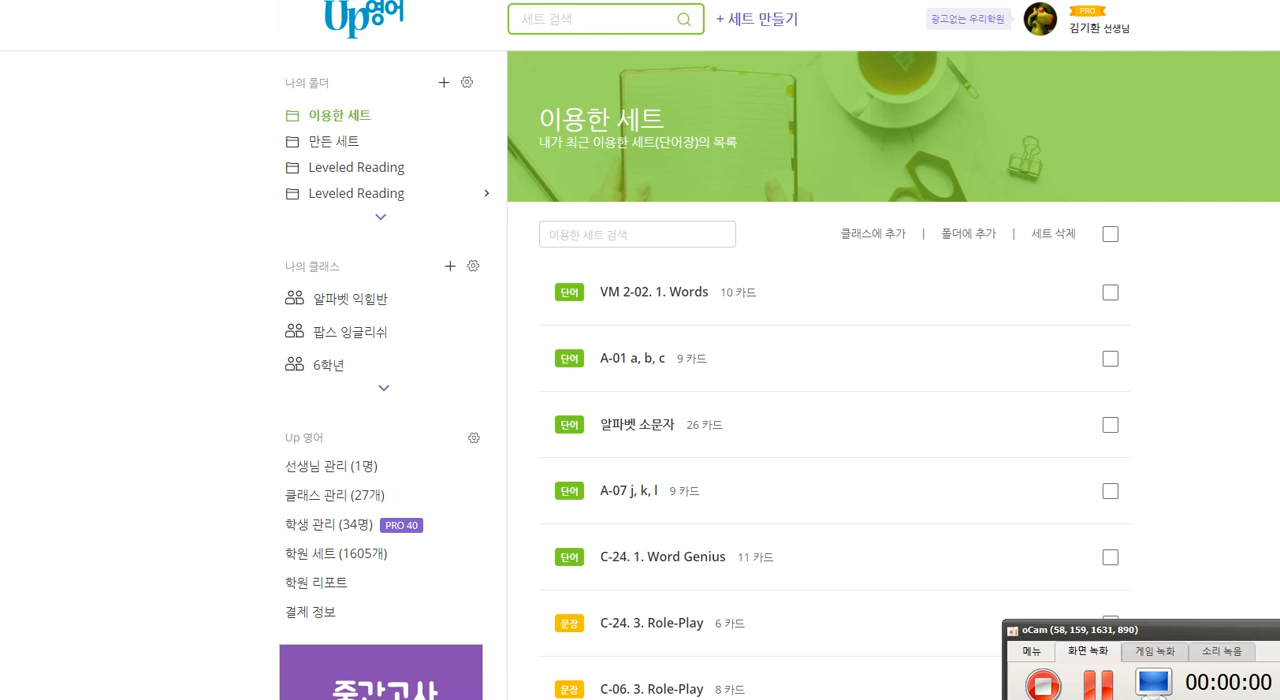 Up영어
세트 검색
+ 세트 만들기
광고없는 우리학원
PRO
김기환 선생님
나의 폴더
이용한 세트
만든 세트
Leveled Reading
Leveled Reading
나의 클래스
알파벳 익힘반
팝스 잉글리쉬
6학년
Up 영어
선생님 관리 (1명)
클래스 관리 (27개)
학생 관리 (34명) PRO 40
학원 세트 (1605개)
학원 리포트
결제 정보
중간고사
이용한 세트
내가 최근 이용한 세트(단어장)의 목록
이용한 세트 검색
클래스에 추가 | 폴더에 추가 | 세트 삭제
단어 VM 2-02. 1. Words 10 카드
단어 A-01 a, b, c 9 카드
단어 알파벳 소문자 26 카드
단어 A-07 j, k, l 9 카드
단어 C-24. 1. Word Genius 11 카드
문장 C-24. 3. Role-Play 6 카드
문장 C-06. 3. Role-Play 8 카드
oCam (58, 159, 1631, 890)
메뉴 화면 녹화 게임 녹화 소리 녹음
00:00:00